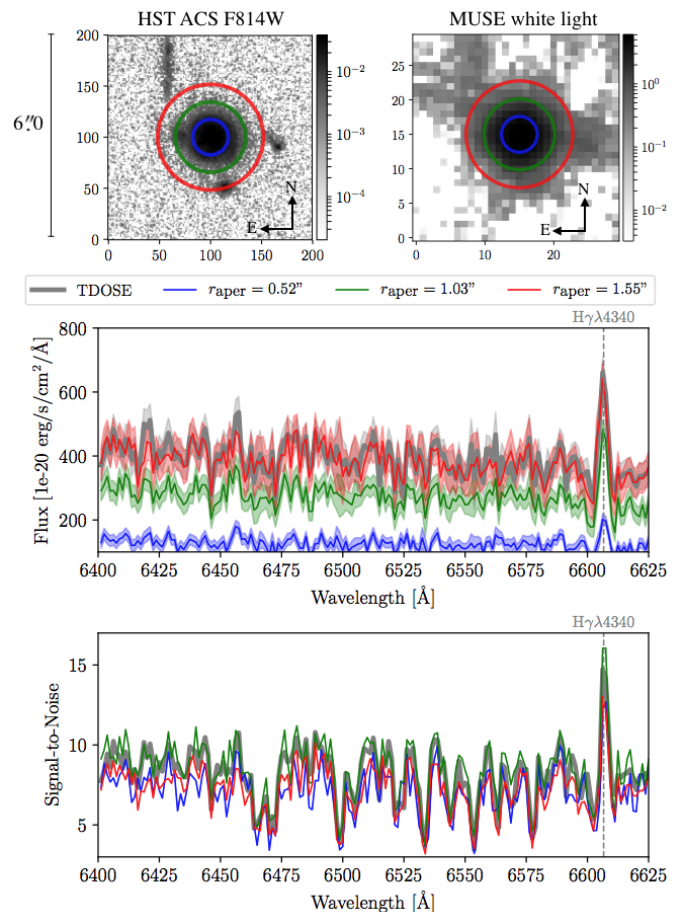 HST ACS F814W
MUSE white light
6."0
200
150
100
50
0
0 50 100 150 200
10⁻²
10⁻³
10⁻⁴
N
E
25
20
15
10
5
0
0 10 20
10⁰
10⁻¹
10⁻²
N
E
TDOSE r_aper = 0.52" r_aper = 1.03" r_aper = 1.55"
Hγλ4340
Flux [1e-20 erg/s/cm²/Å]
800
600
400
200
6400 6425 6450 6475 6500 6525 6550 6575 6600 6625
Wavelength [Å]
Hγλ4340
Signal-to-Noise
15
10
5
6400 6425 6450 6475 6500 6525 6550 6575 6600 6625
Wavelength [Å]